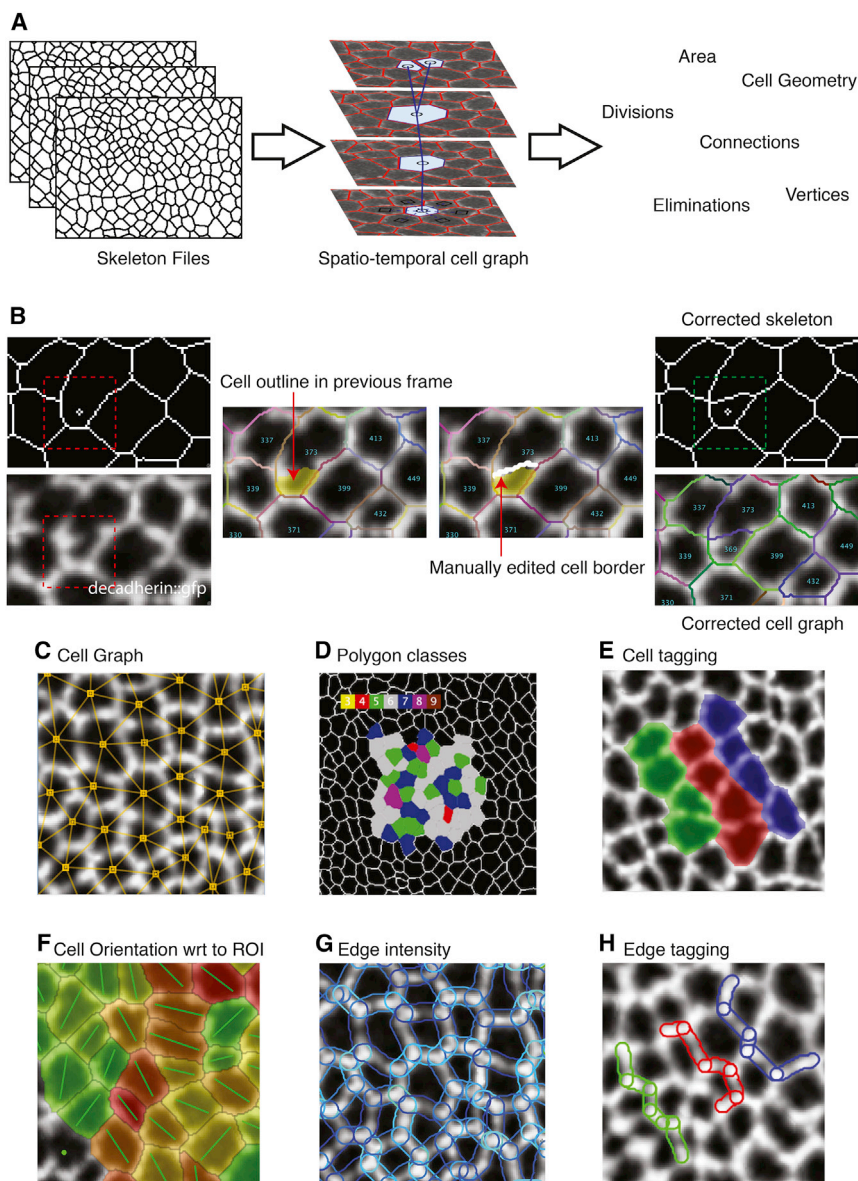 A
Area
Cell Geometry
Divisions
Connections
Eliminations
Vertices
Skeleton Files
Spatio-temporal cell graph
B
Corrected skeleton
Cell outline in previous frame
337
373
413
339
399
449
432
371
330
337
373
413
339
399
449
432
371
330
Manually edited cell border
decadherin::gfp
337
373
413
339
369
399
449
432
371
330
Corrected cell graph
C Cell Graph
D Polygon classes
3 4 5 6 7 8 9
E Cell tagging
F Cell Orientation wrt to ROI
G Edge intensity
H Edge tagging